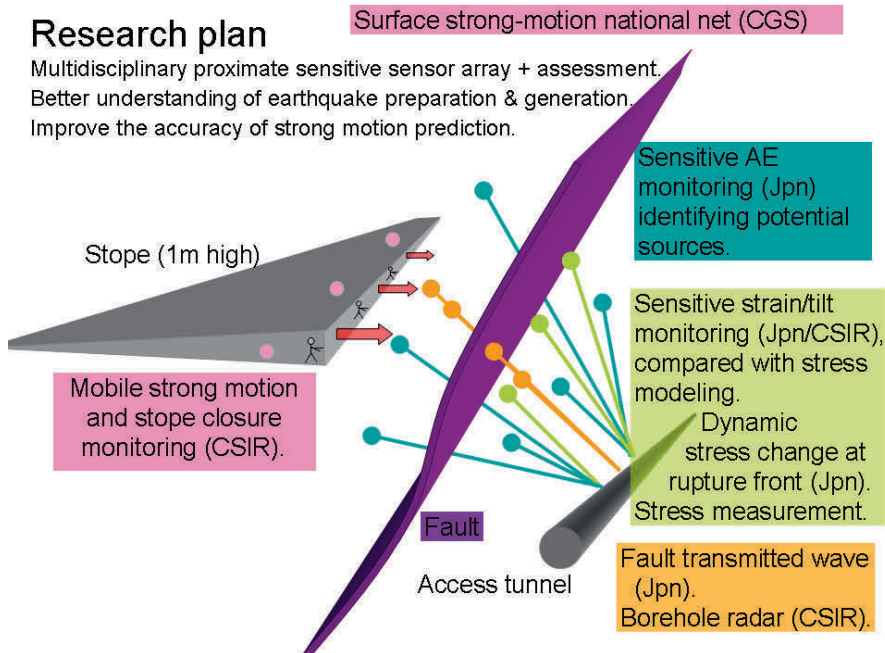 Research plan
Surface strong-motion national net (CGS)
Multidisciplinary proximate sensitive sensor array + assessment.
Better understanding of earthquake preparation & generation.
Improve the accuracy of strong motion prediction.
Sensitive AE
monitoring (Jpn)
identifying potential
sources.
Stope (1m high)
Sensitive strain/tilt
monitoring (Jpn/CSIR),
compared with stress
modeling.
Dynamic
stress change at
rupture front (Jpn).
Stress measurement.
Mobile strong motion
and stope closure
monitoring (CSIR).
Fault
Access tunnel
Fault transmitted wave
(Jpn).
Borehole radar (CSIR).